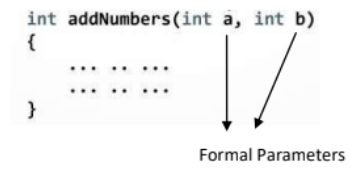 int addNumbers(int a, int b)
{
... .. ...
... .. ...
}
Formal Parameters